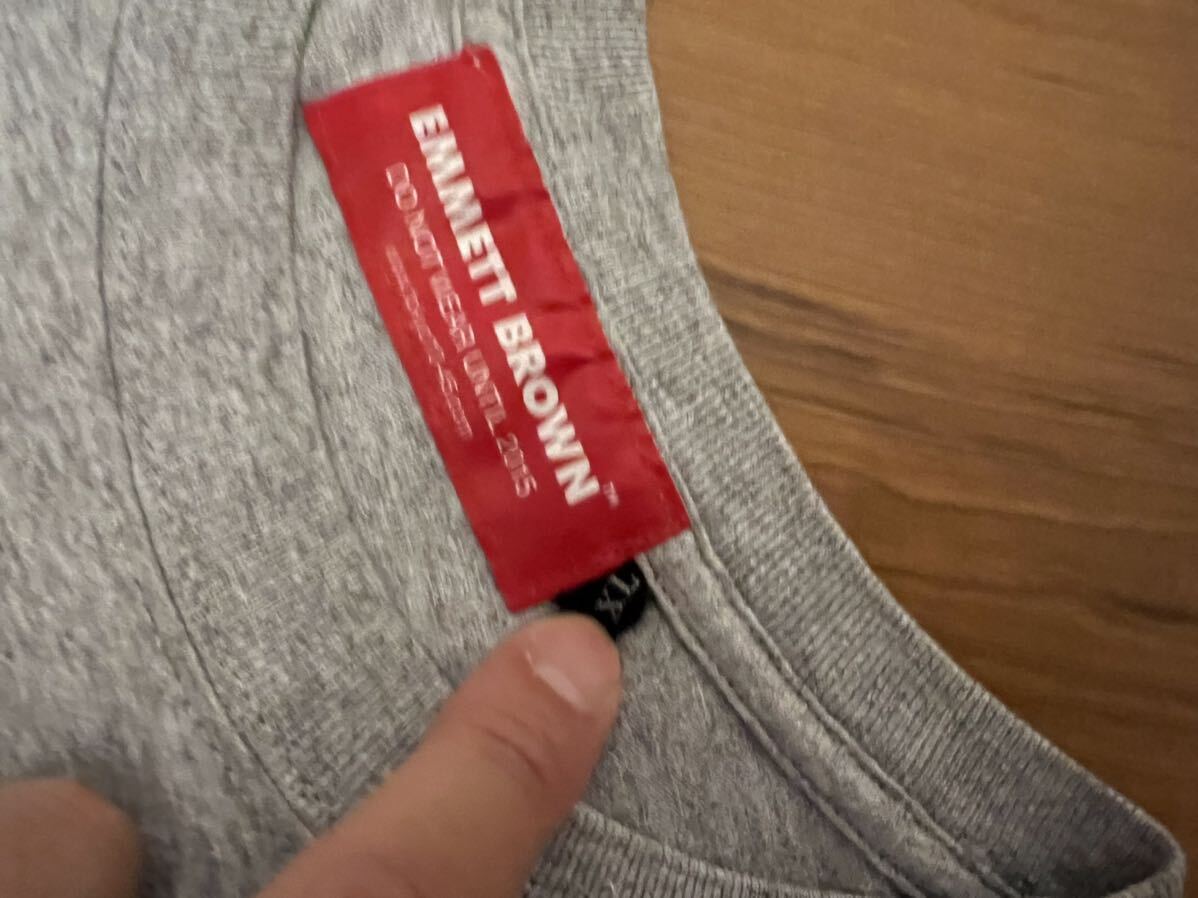 EMMETT BROWN™
DO NOT WEAR UNTIL 2015
XL